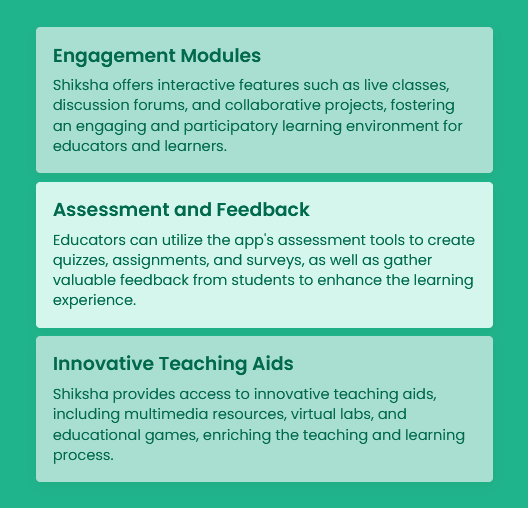 Engagement Modules
Shiksha offers interactive features such as live classes,
discussion forums, and collaborative projects, fostering
an engaging and participatory learning environment for
educators and learners.
Assessment and Feedback
Educators can utilize the app's assessment tools to create
quizzes, assignments, and surveys, as well as gather
valuable feedback from students to enhance the learning
experience.
Innovative Teaching Aids
Shiksha provides access to innovative teaching aids,
including multimedia resources, virtual labs, and
educational games, enriching the teaching and learning
process.